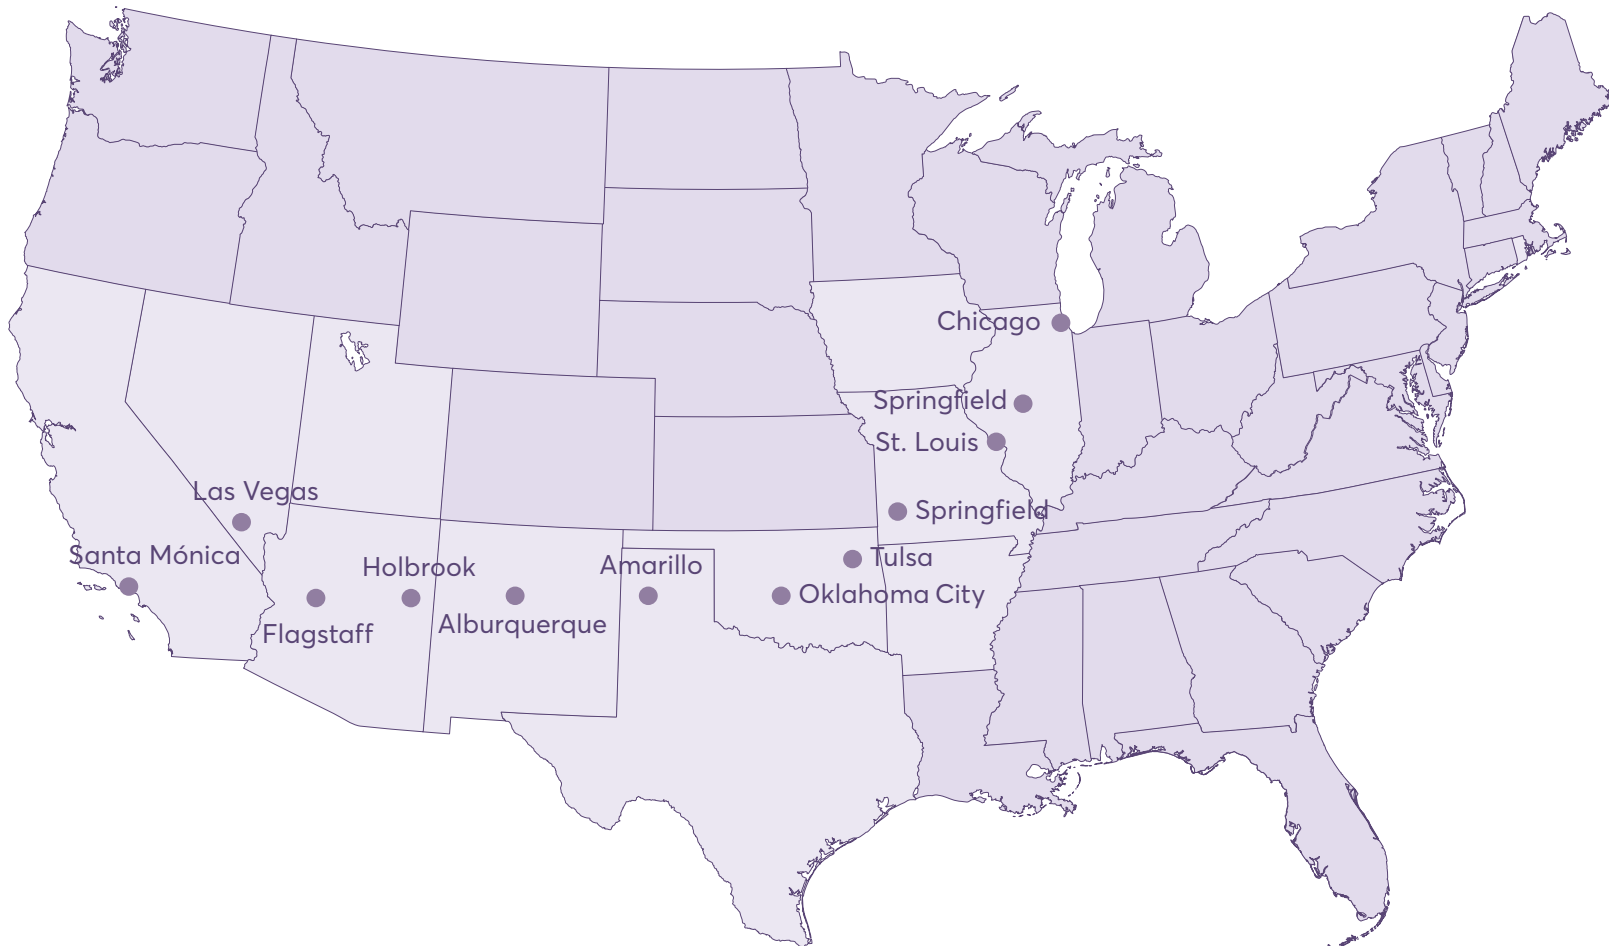 Chicago
Springfield
St. Louis
Las Vegas
Springfield
Santa Mónica
Tulsa
Holbrook
Amarillo
Oklahoma City
Flagstaff
Alburquerque